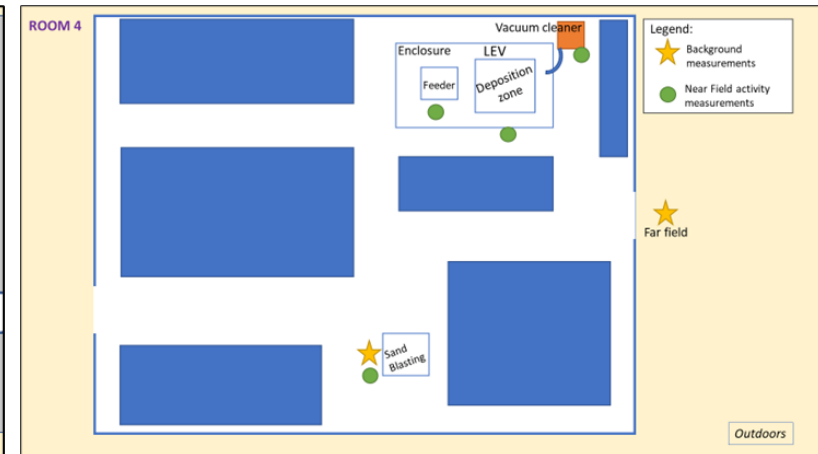 ROOM 4
Vacuum cleaner
Legend:
Background
measurements
Near Field activity
measurements
Enclosure
LEV
Feeder
Deposition
zone
Far field
Sand
Blasting
Outdoors